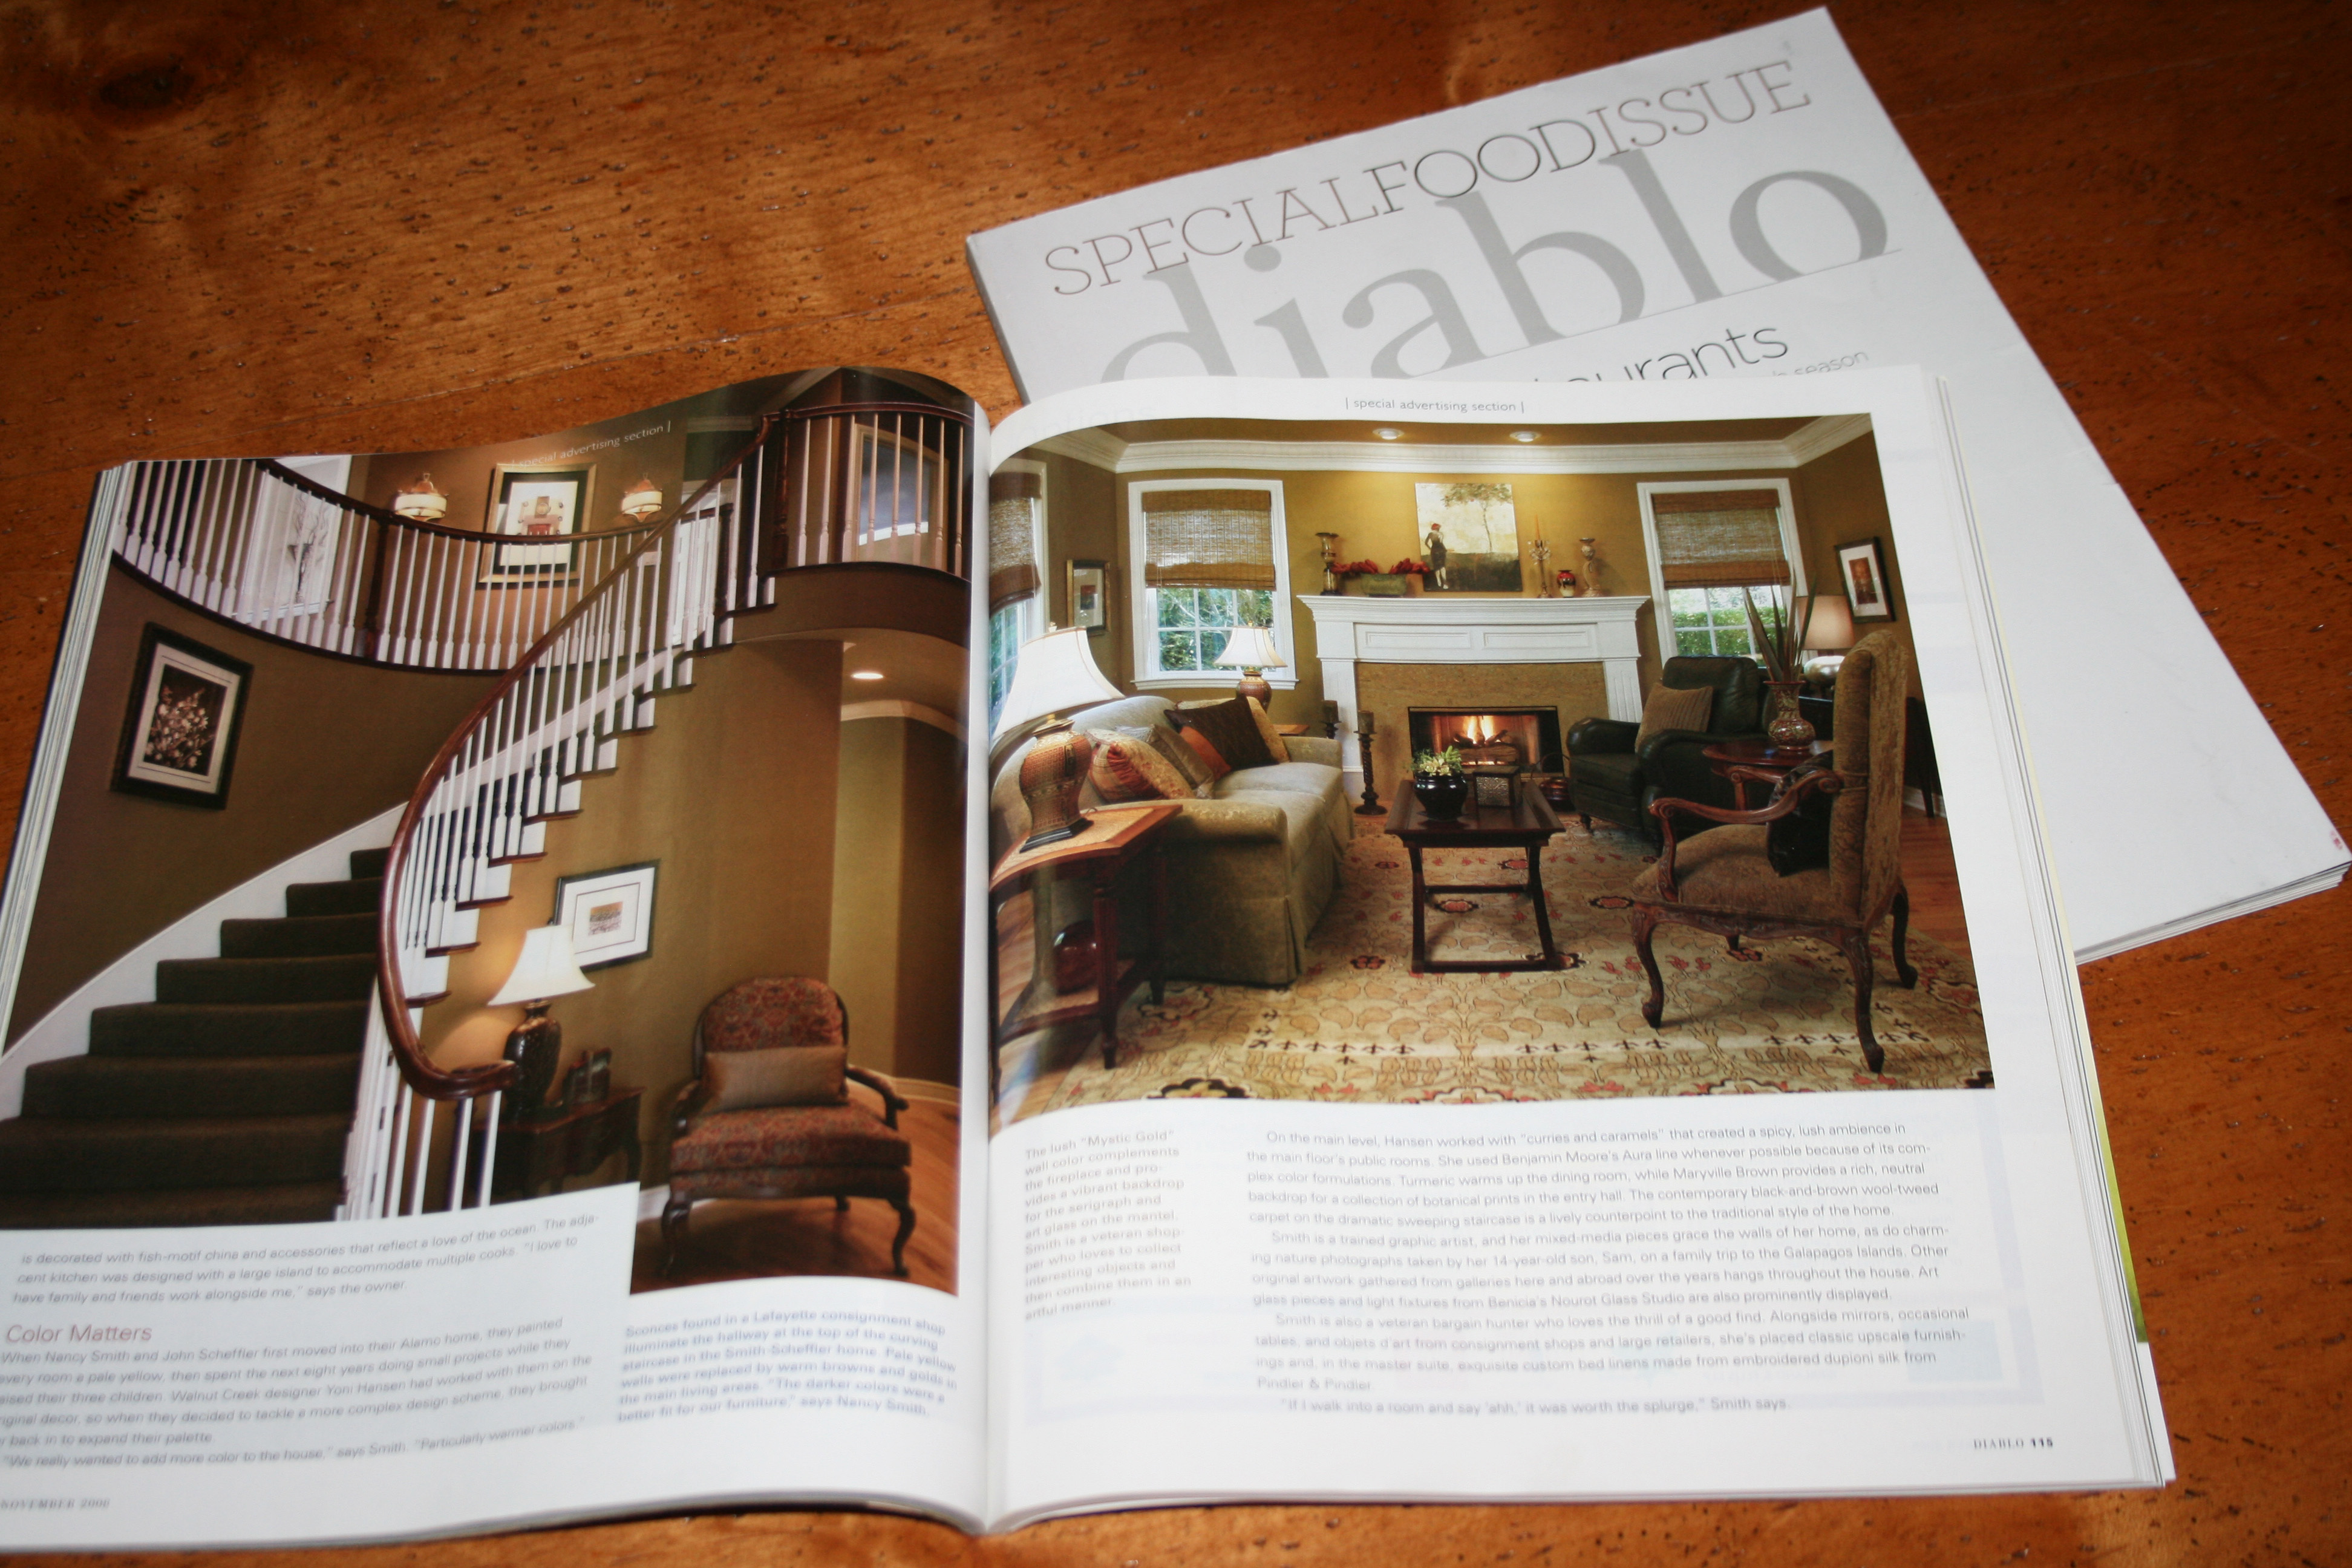 SPECIALFOODISSUE
diablo
urants
season
| special advertising section |
is decorated with fish-motif china and accessories that reflect a love of the ocean. The adja-
cent kitchen was designed with a large island to accommodate multiple cooks. "I love to
have family and friends work alongside me," says the owner.
Color Matters
When Nancy Smith and John Scheffler first moved into their Alamo home, they painted
every room a pale yellow, then spent the next eight years doing small projects while they
aised their three children. Walnut Creek designer Yoni Hansen had worked with them on the
iginal decor, so when they decided to tackle a more complex design scheme, they brought
back in to expand their palette.
"We really wanted to add more color to the house," says Smith. "Particularly warmer colors."
NOVEMBER 2008
Sconces found in a Lafayette consignment shop
illuminate the hallway at the top of the curving
staircase in the Smith-Scheffler home. Pale yellow
walls were replaced by warm browns and golds in
the main living areas. "The darker colors were a
better fit for our furniture," says Nancy Smith.
| special advertising section |
The lush "Mystic Gold"
wall color complements
the fireplace and pro-
vides a vibrant backdrop
for the serigraph and
art glass on the mantel.
Smith is a veteran shop-
per who loves to collect
interesting objects and
then combine them in an
artful manner.
On the main level, Hansen worked with "curries and caramels" that created a spicy, lush ambience in
the main floor's public rooms. She used Benjamin Moore's Aura line whenever possible because of its com-
plex color formulations. Turmeric warms up the dining room, while Maryville Brown provides a rich, neutral
backdrop for a collection of botanical prints in the entry hall. The contemporary black-and-brown wool-tweed
carpet on the dramatic sweeping staircase is a lively counterpoint to the traditional style of the home.
Smith is a trained graphic artist, and her mixed-media pieces grace the walls of her home, as do charm-
ing nature photographs taken by her 14-year-old son, Sam, on a family trip to the Galapagos Islands. Other
original artwork gathered from galleries here and abroad over the years hangs throughout the house. Art
glass pieces and light fixtures from Benicia's Nourot Glass Studio are also prominently displayed.
Smith is also a veteran bargain hunter who loves the thrill of a good find. Alongside mirrors, occasional
tables, and objets d'art from consignment shops and large retailers, she's placed classic upscale furnish-
ings and, in the master suite, exquisite custom bed linens made from embroidered dupioni silk from
Pindler & Pindler.
"If I walk into a room and say 'ahh,' it was worth the splurge," Smith says.
DIABLO 115